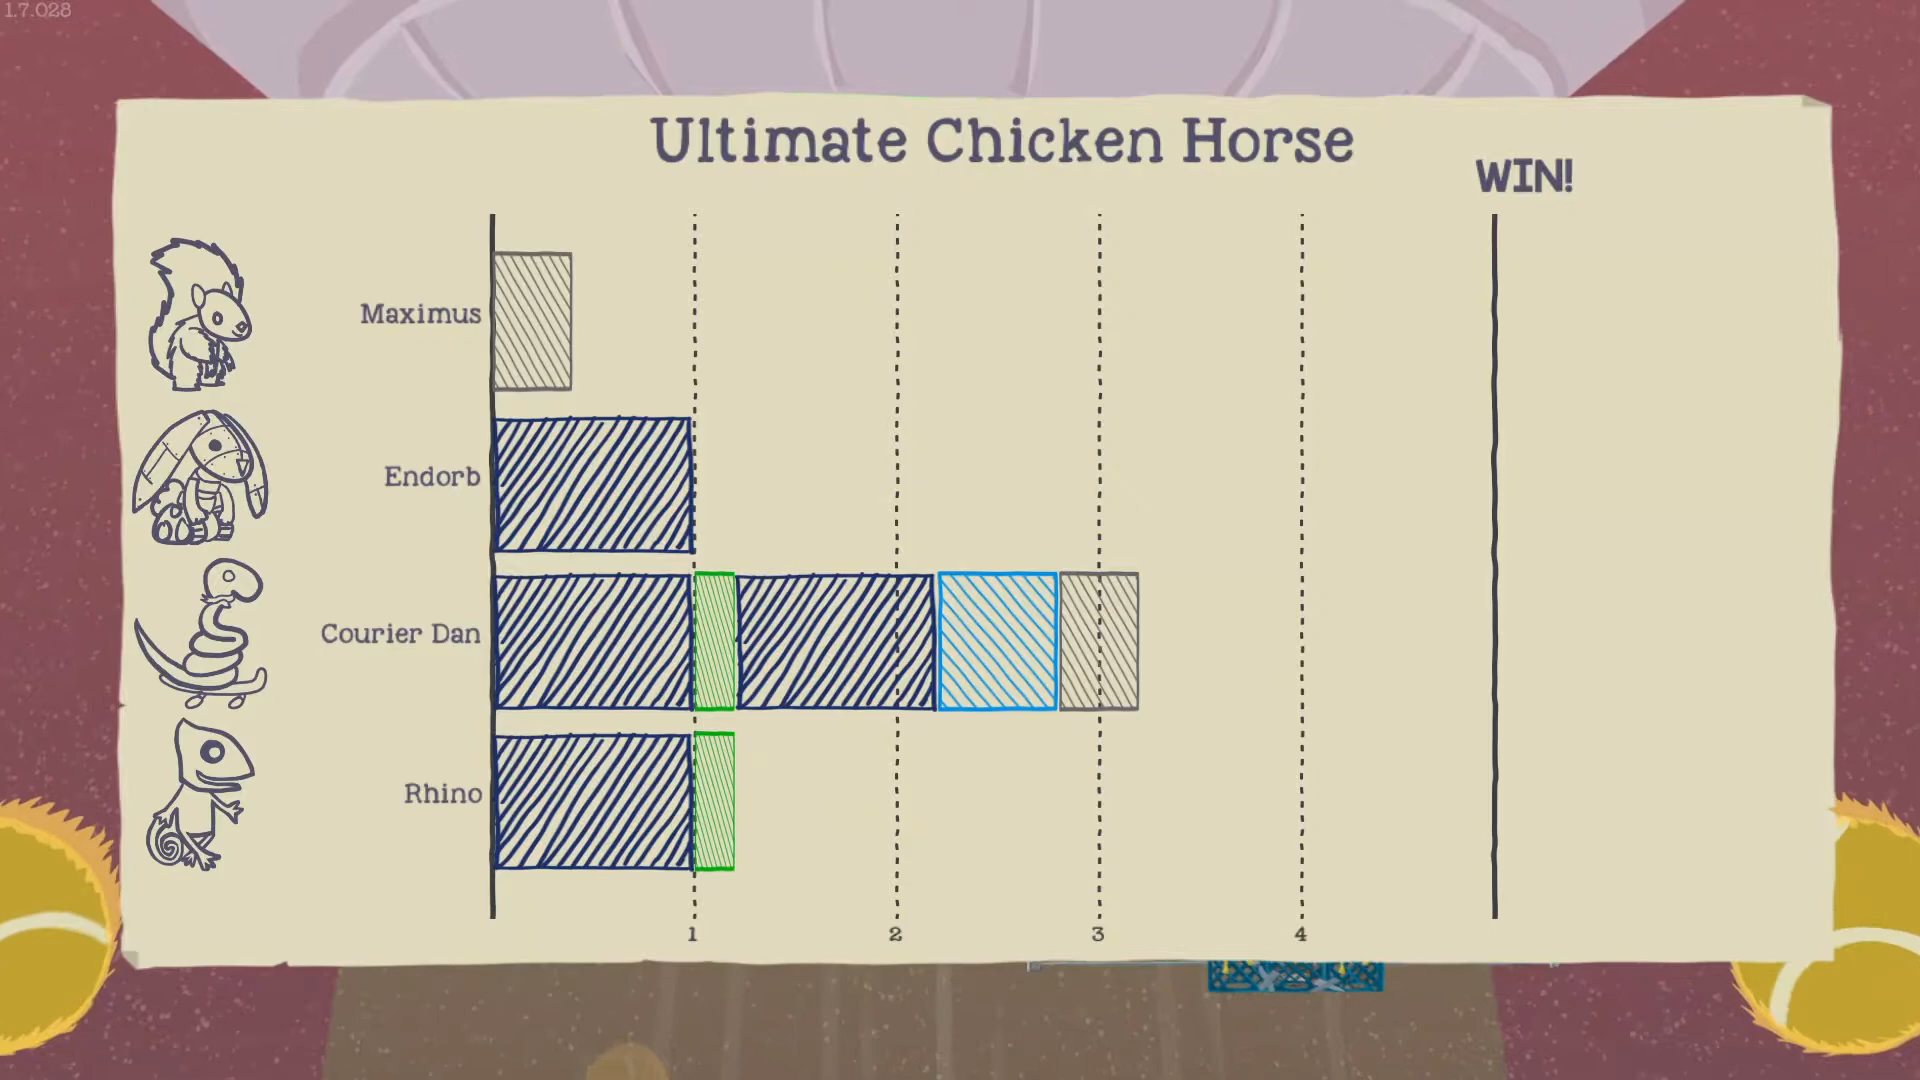 1.7.028
Ultimate Chicken Horse
WIN!
Maximus
Endorb
Courier Dan
Rhino
1 2 3 4